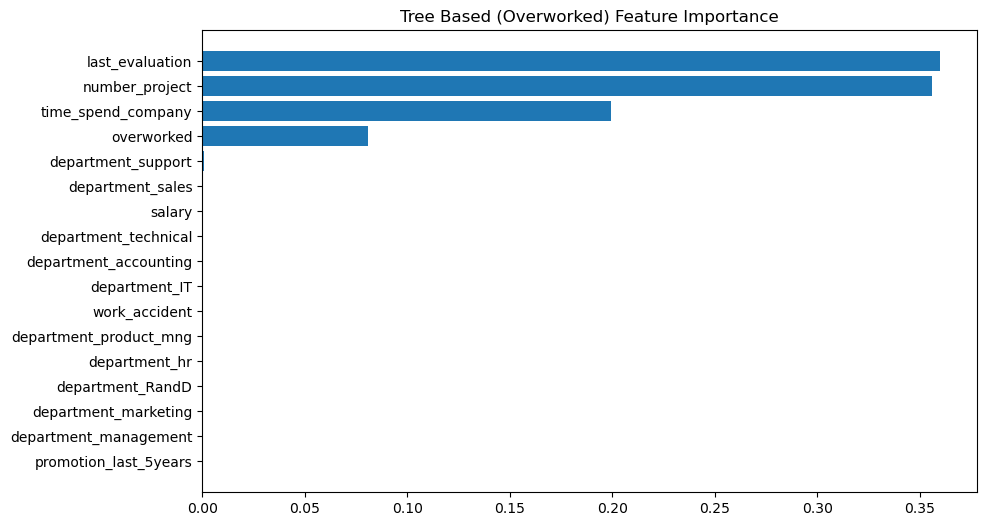 Tree Based (Overworked) Feature Importance
last_evaluation
number_project
time_spend_company
overworked
department_support
department_sales
salary
department_technical
department_accounting
department_IT
work_accident
department_product_mng
department_hr
department_RandD
department_marketing
department_management
promotion_last_5years
0.00 0.05 0.10 0.15 0.20 0.25 0.30 0.35